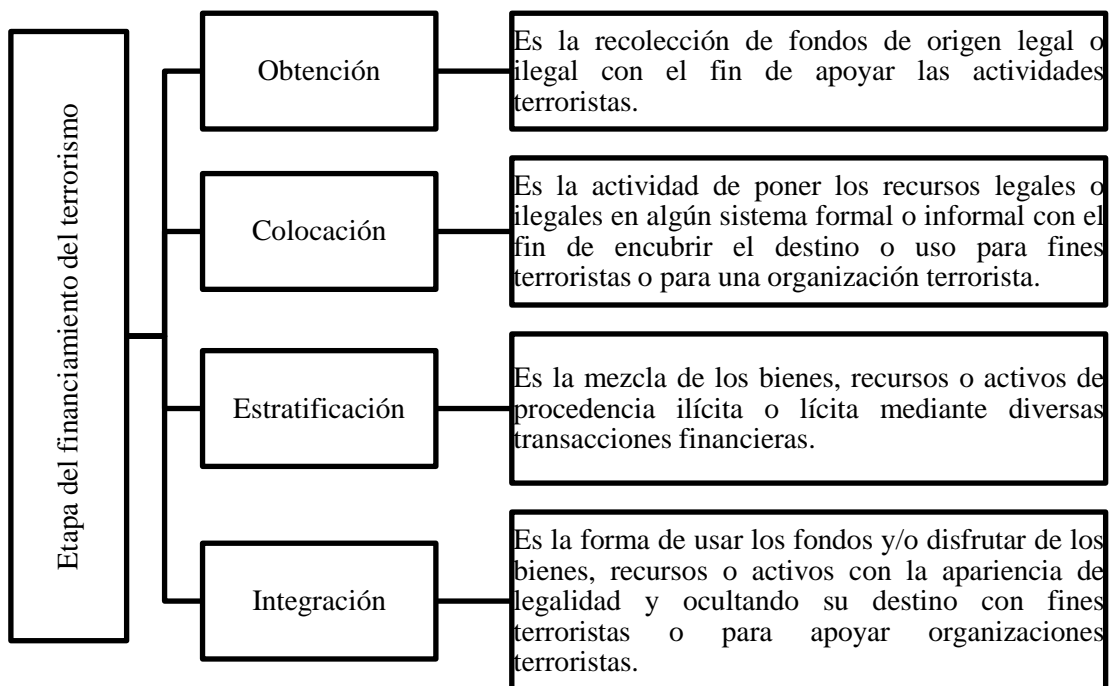 Etapa del financiamiento del terrorismo
Obtención
Es la recolección de fondos de origen legal o
ilegal con el fin de apoyar las actividades
terroristas.
Colocación
Es la actividad de poner los recursos legales o
ilegales en algún sistema formal o informal con el
fin de encubrir el destino o uso para fines
terroristas o para una organización terrorista.
Estratificación
Es la mezcla de los bienes, recursos o activos de
procedencia ilícita o lícita mediante diversas
transacciones financieras.
Integración
Es la forma de usar los fondos y/o disfrutar de los
bienes, recursos o activos con la apariencia de
legalidad y ocultando su destino con fines
terroristas o para apoyar organizaciones
terroristas.